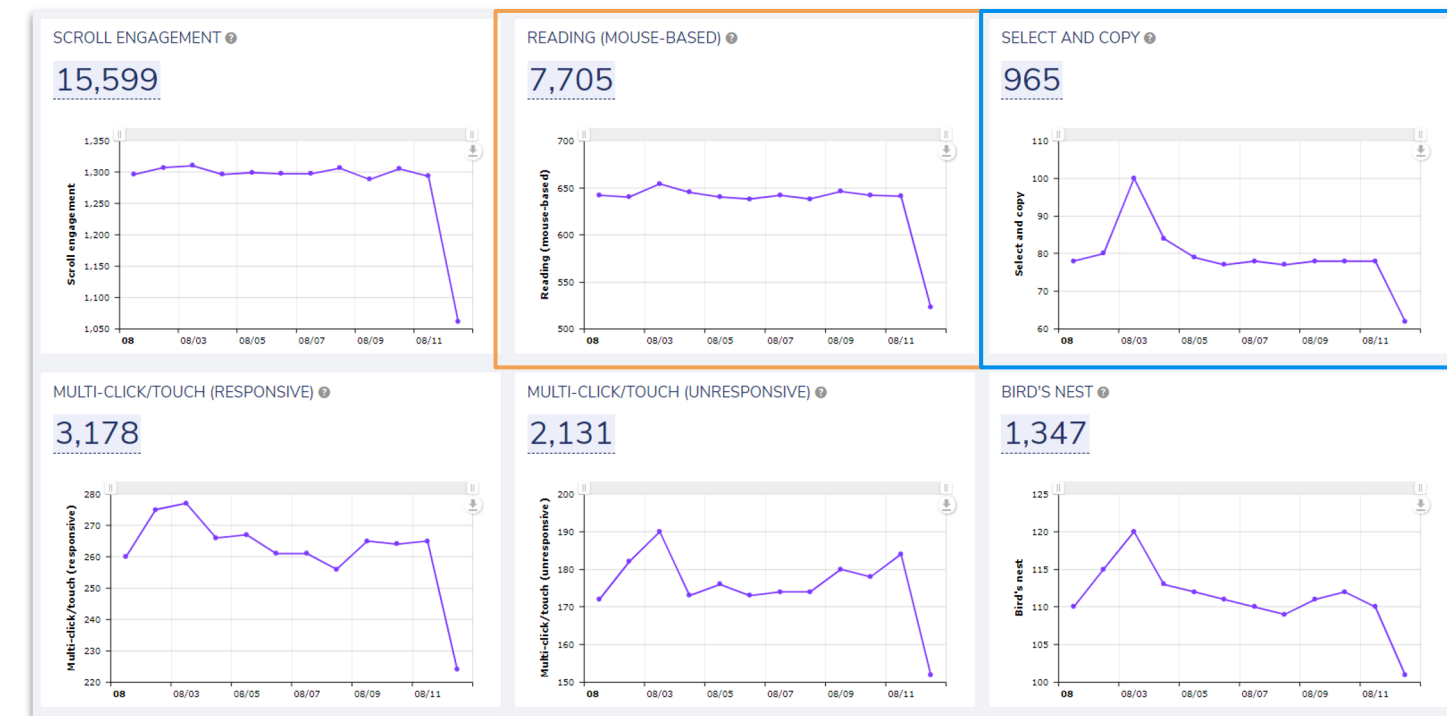 SCROLL ENGAGEMENT ?
15,599
1,350
1,300
1,250
1,200
1,150
1,100
1,050
Scroll engagement
08 08/03 08/05 08/07 08/09 08/11
READING (MOUSE-BASED) ?
7,705
700
650
600
550
500
Reading (mouse-based)
08 08/03 08/05 08/07 08/09 08/11
SELECT AND COPY ?
965
110
100
90
80
70
60
Select and copy
08 08/03 08/05 08/07 08/09 08/11
MULTI-CLICK/TOUCH (RESPONSIVE) ?
3,178
280
270
260
250
240
230
220
Multi-click/touch (responsive)
08 08/03 08/05 08/07 08/09 08/11
MULTI-CLICK/TOUCH (UNRESPONSIVE) ?
2,131
200
190
180
170
160
150
Multi-click/touch (unresponsive)
08 08/03 08/05 08/07 08/09 08/11
BIRD'S NEST ?
1,347
125
120
115
110
105
100
Bird's nest
08 08/03 08/05 08/07 08/09 08/11